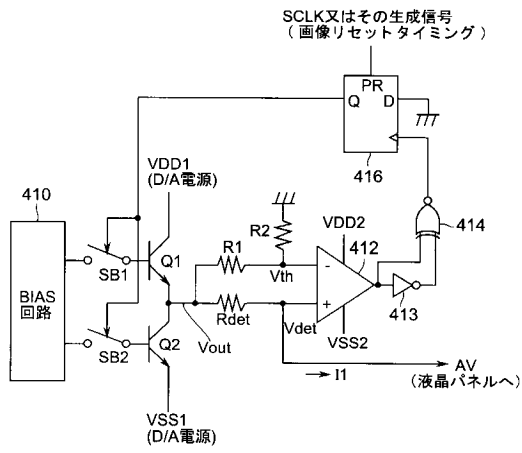 SCLK又はその生成信号
( 画像リセットタイミング )
PR
Q D
416
VDD1
(D/A電源)
410
414
R2
VDD2
R1
412
SB1
Q1
Vth
-
BIAS
回路
+
413
Rdet
Vdet
SB2
Q2
Vout
VSS2
I1
AV
(液晶パネルへ)
VSS1
(D/A電源)